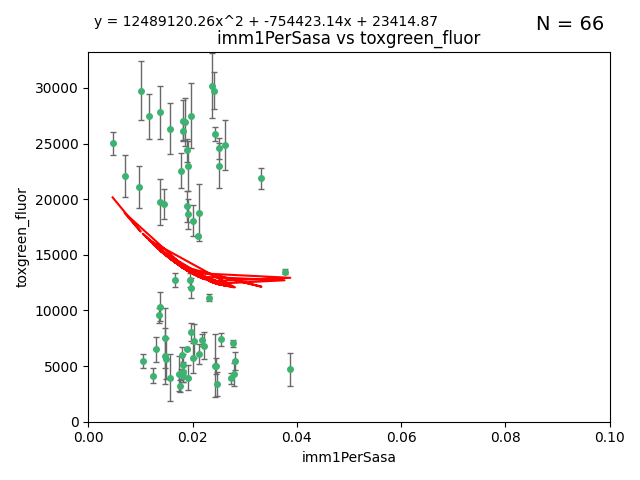 y = 12489120.26x^2 + -754423.14x + 23414.87
N = 66
imm1PerSasa vs toxgreen_fluor
30000
25000
20000
15000
10000
5000
0
toxgreen_fluor
0.00 0.02 0.04 0.06 0.08 0.10
imm1PerSasa